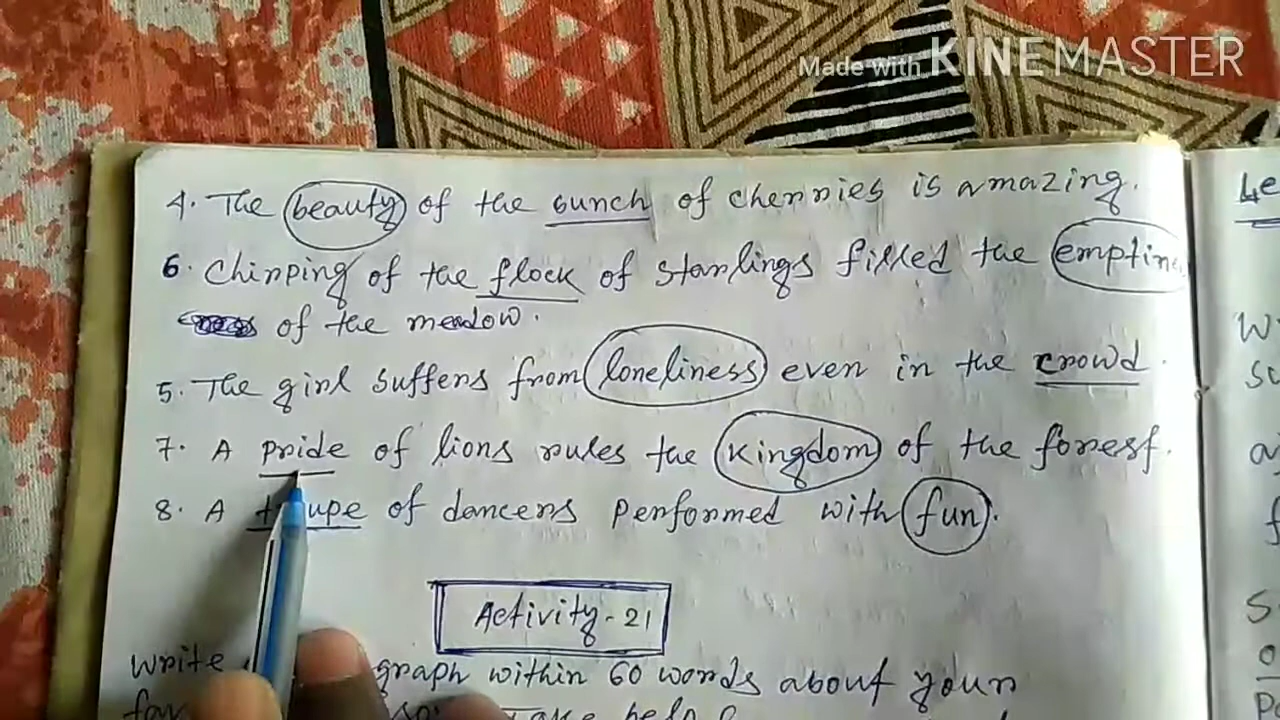 Made with KINEMASTER
4. The beauty of the bunch of cherries is amazing.
6. Chirping of the flock of starlings filled the emptine
of the meadow.
5. The girl suffers from loneliness even in the crowd.
7. A pride of lions rules the kingdom of the forest.
8. A upe of dancers performed with fun.
Activity-21
Write graph within 60 words about your
Le
W